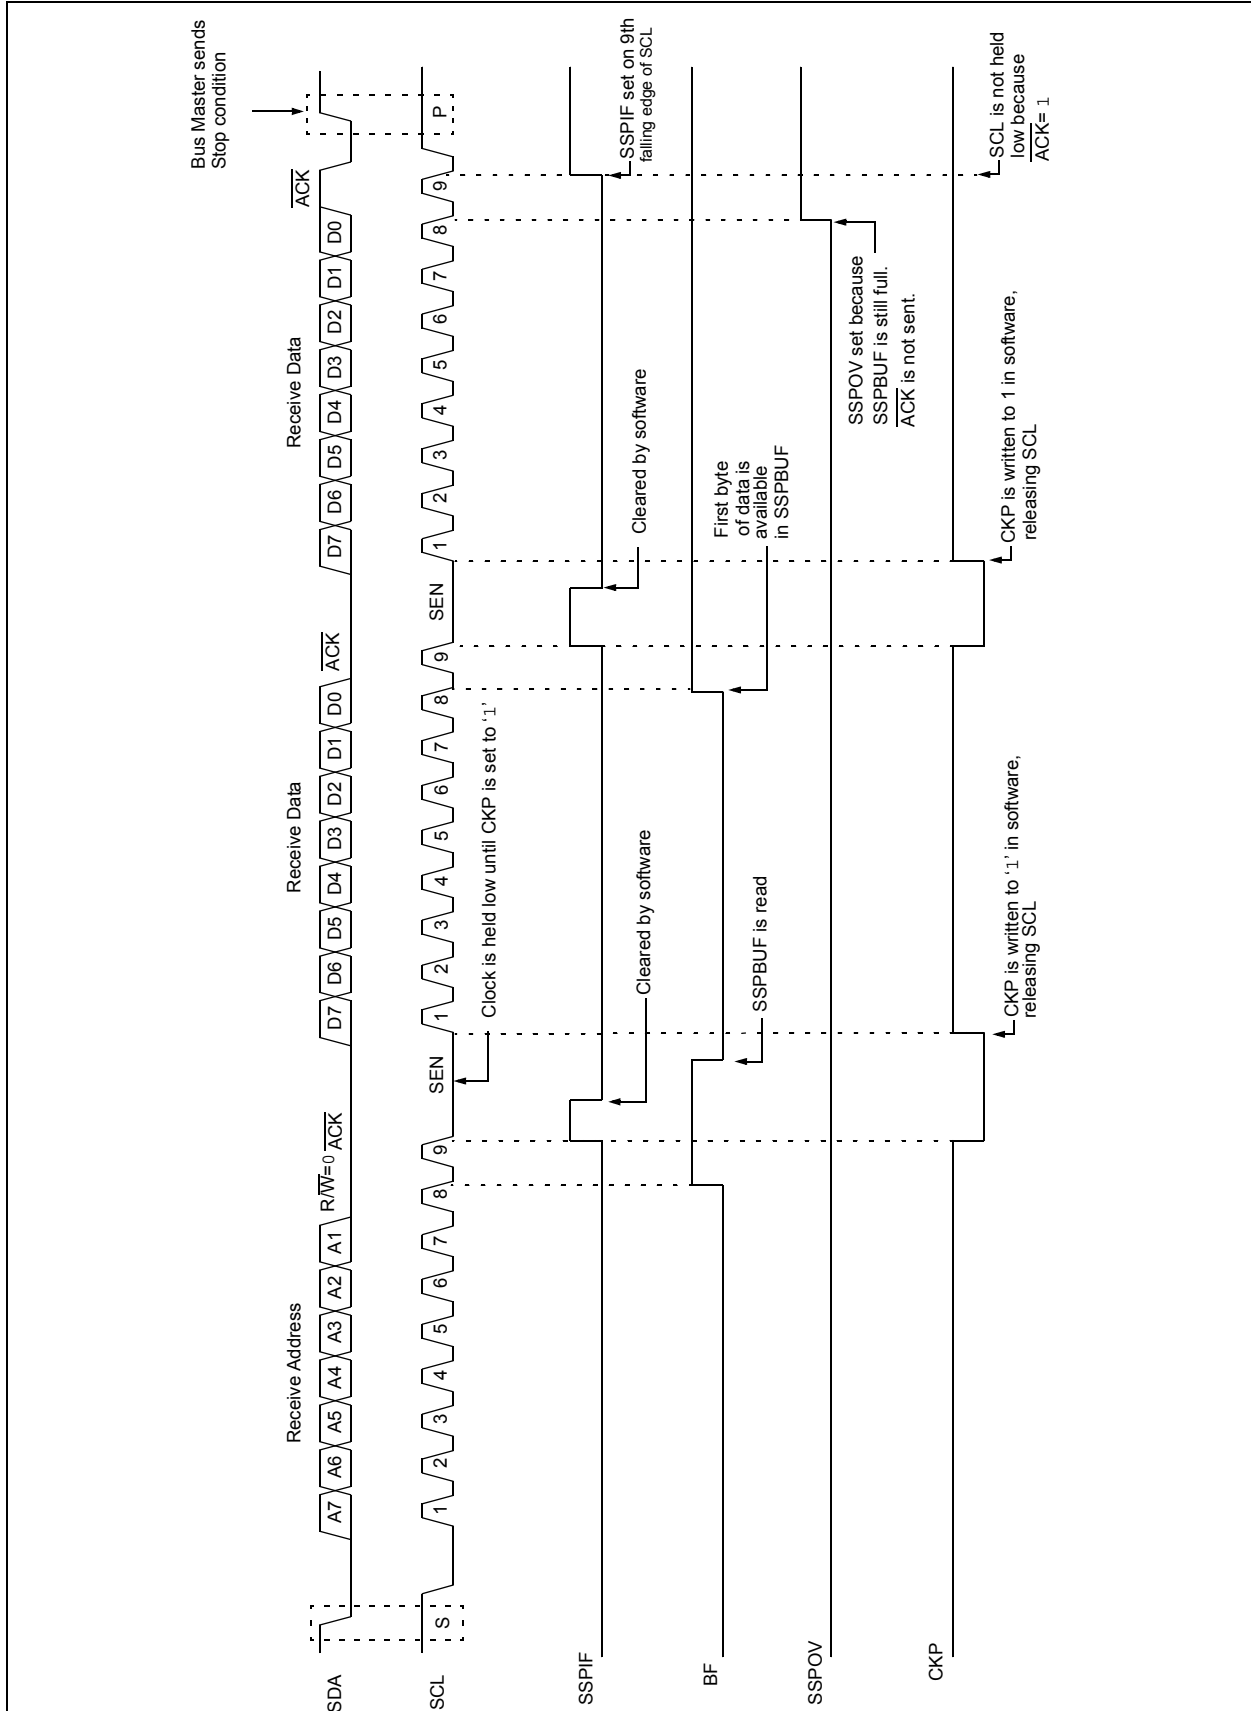 Bus Master sends
Stop condition
Receive Address
Receive Data
Receive Data
R/W=0
ACK
ACK
ACK
SDA
A7
A6
A5
A4
A3
A2
A1
D7
D6
D5
D4
D3
D2
D1
D0
D7
D6
D5
D4
D3
D2
D1
D0
SCL
S
1
2
3
4
5
6
7
8
9
SEN
1
2
3
4
5
6
7
8
9
SEN
1
2
3
4
5
6
7
8
9
P
Clock is held low until CKP is set to ‘1’
SSPIF
Cleared by software
Cleared by software
SSPIF set on 9th
falling edge of SCL
BF
SSPBUF is read
First byte
of data is
available
in SSPBUF
SSPOV
SSPOV set because
SSPBUF is still full.
ACK is not sent.
CKP
CKP is written to ‘1’ in software,
releasing SCL
CKP is written to 1 in software,
releasing SCL
SCL is not held
low because
ACK= 1